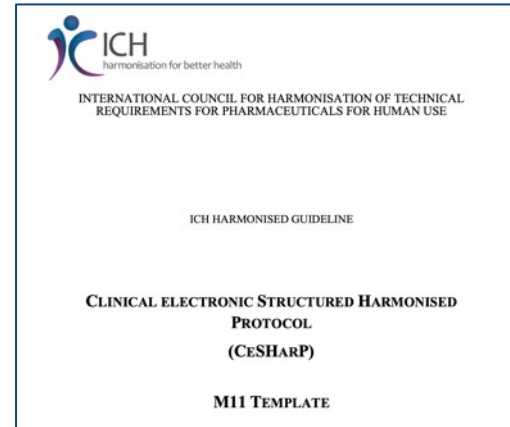 ICH
harmonisation for better health
INTERNATIONAL COUNCIL FOR HARMONISATION OF TECHNICAL
REQUIREMENTS FOR PHARMACEUTICALS FOR HUMAN USE
ICH HARMONISED GUIDELINE
CLINICAL ELECTRONIC STRUCTURED HARMONISED
PROTOCOL
(CESHARP)
M11 TEMPLATE